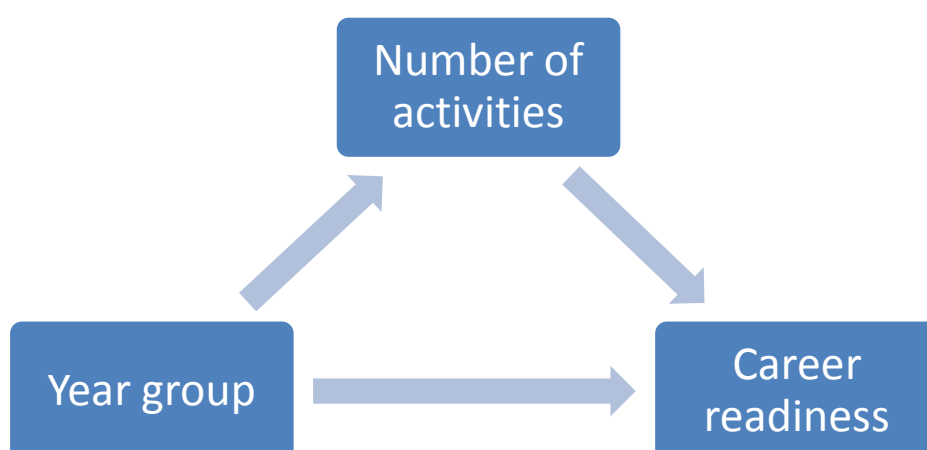 Number of
activities
Year group
Career
readiness